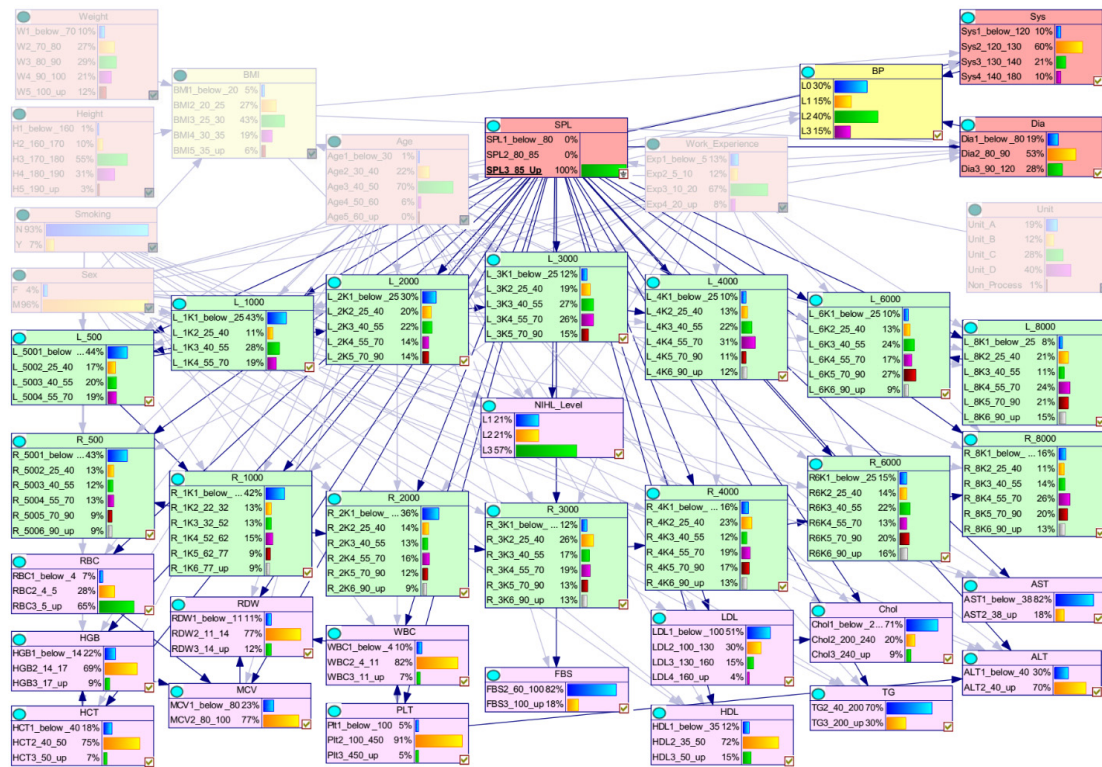 Weight
W1_below_70 10%
W2_70_80 27%
W3_80_90 29%
W4_90_100 21%
W5_100_up 12%
Height
H1_below_160 1%
H2_160_170 10%
H3_170_180 55%
H4_180_190 31%
H5_190_up 3%
Smoking
N 93%
Y 7%
Sex
F 4%
M 96%
BMI
BMI1_below_20 5%
BMI2_20_25 27%
BMI3_25_30 43%
BMI4_30_35 19%
BMI5_35_up 6%
Age
Age1_below_30 1%
Age2_30_40 22%
Age3_40_50 70%
Age4_50_60 6%
Age5_60_up 0%
SPL
SPL1_below_80 0%
SPL2_80_85 0%
SPL3_85_Up 100%
Work_Experience
Exp1_below_5 13%
Exp2_5_10 12%
Exp3_10_20 67%
Exp4_20_up 8%
BP
L0 30%
L1 15%
L2 40%
L3 15%
Sys
Sys1_below_120 10%
Sys2_120_130 60%
Sys3_130_140 21%
Sys4_140_180 10%
Dia
Dia1_below_80 19%
Dia2_80_90 53%
Dia3_90_120 28%
Unit
Unit_A 19%
Unit_B 12%
Unit_C 28%
Unit_D 40%
Non_Process 1%
L_500
L_5001_below ... 44%
L_5002_25_40 17%
L_5003_40_55 20%
L_5004_55_70 19%
L_1000
L_1K1_below_25 43%
L_1K2_25_40 11%
L_1K3_40_55 28%
L_1K4_55_70 19%
L_2000
L_2K1_below_25 30%
L_2K2_25_40 20%
L_2K3_40_55 22%
L_2K4_55_70 14%
L_2K5_70_90 14%
L_3000
L_3K1_below_25 12%
L_3K2_25_40 19%
L_3K3_40_55 27%
L_3K4_55_70 26%
L_3K5_70_90 15%
L_4000
L_4K1_below_25 10%
L_4K2_25_40 13%
L_4K3_40_55 22%
L_4K4_55_70 31%
L_4K5_70_90 11%
L_4K6_90_up 12%
L_6000
L_6K1_below_25 10%
L_6K2_25_40 13%
L_6K3_40_55 24%
L_6K4_55_70 17%
L_6K5_70_90 27%
L_6K6_90_up 9%
L_8000
L_8K1_below_25 8%
L_8K2_25_40 21%
L_8K3_40_55 11%
L_8K4_55_70 24%
L_8K5_70_90 21%
L_8K6_90_up 15%
NIHL_Level
L1 21%
L2 21%
L3 57%
R_500
R_5001_below_... 43%
R_5002_25_40 13%
R_5003_40_55 12%
R_5004_55_70 13%
R_5005_70_90 9%
R_5006_90_up 9%
R_1000
R_1K1_below_ ... 42%
R_1K2_22_32 13%
R_1K3_32_52 13%
R_1K4_52_62 15%
R_1K5_62_77 9%
R_1K6_77_up 9%
R_2000
R_2K1_below_... 36%
R_2K2_25_40 14%
R_2K3_40_55 13%
R_2K4_55_70 16%
R_2K5_70_90 12%
R_2K6_90_up 9%
R_3000
R_3K1_below_... 12%
R_3K2_25_40 26%
R_3K3_40_55 17%
R_3K4_55_70 19%
R_3K5_70_90 13%
R_3K6_90_up 13%
R_4000
R_4K1_below_... 16%
R_4K2_25_40 23%
R_4K3_40_55 12%
R_4K4_55_70 19%
R_4K5_70_90 17%
R_4K6_90_up 13%
R_6000
R6K1_below_25 15%
R6K2_25_40 14%
R6K3_40_55 22%
R6K4_55_70 13%
R6K5_70_90 20%
R6K6_90_up 16%
R_8000
R_8K1_below_... 16%
R_8K2_25_40 11%
R_8K3_40_55 14%
R_8K4_55_70 26%
R_8K5_70_90 20%
R_8K6_90_up 13%
RBC
RBC1_below_4 7%
RBC2_4_5 28%
RBC3_5_up 65%
HGB
HGB1_below_14 22%
HGB2_14_17 69%
HGB3_17_up 9%
HCT
HCT1_below_40 18%
HCT2_40_50 75%
HCT3_50_up 7%
RDW
RDW1_below_11 11%
RDW2_11_14 77%
RDW3_14_up 12%
MCV
MCV1_below_80 23%
MCV2_80_100 77%
WBC
WBC1_below_4 10%
WBC2_4_11 82%
WBC3_11_up 7%
PLT
Plt1_below_100 5%
Plt2_100_450 91%
Plt3_450_up 5%
FBS
FBS2_60_100 82%
FBS3_100_up 18%
LDL
LDL1_below_100 51%
LDL2_100_130 30%
LDL3_130_160 15%
LDL4_160_up 4%
HDL
HDL1_below_35 12%
HDL2_35_50 72%
HDL3_50_up 15%
Chol
Chol1_below_2... 71%
Chol2_200_240 20%
Chol3_240_up 9%
TG
TG2_40_200 70%
TG3_200_up 30%
AST
AST1_below_38 82%
AST2_38_up 18%
ALT
ALT1_below_40 30%
ALT2_40_up 70%